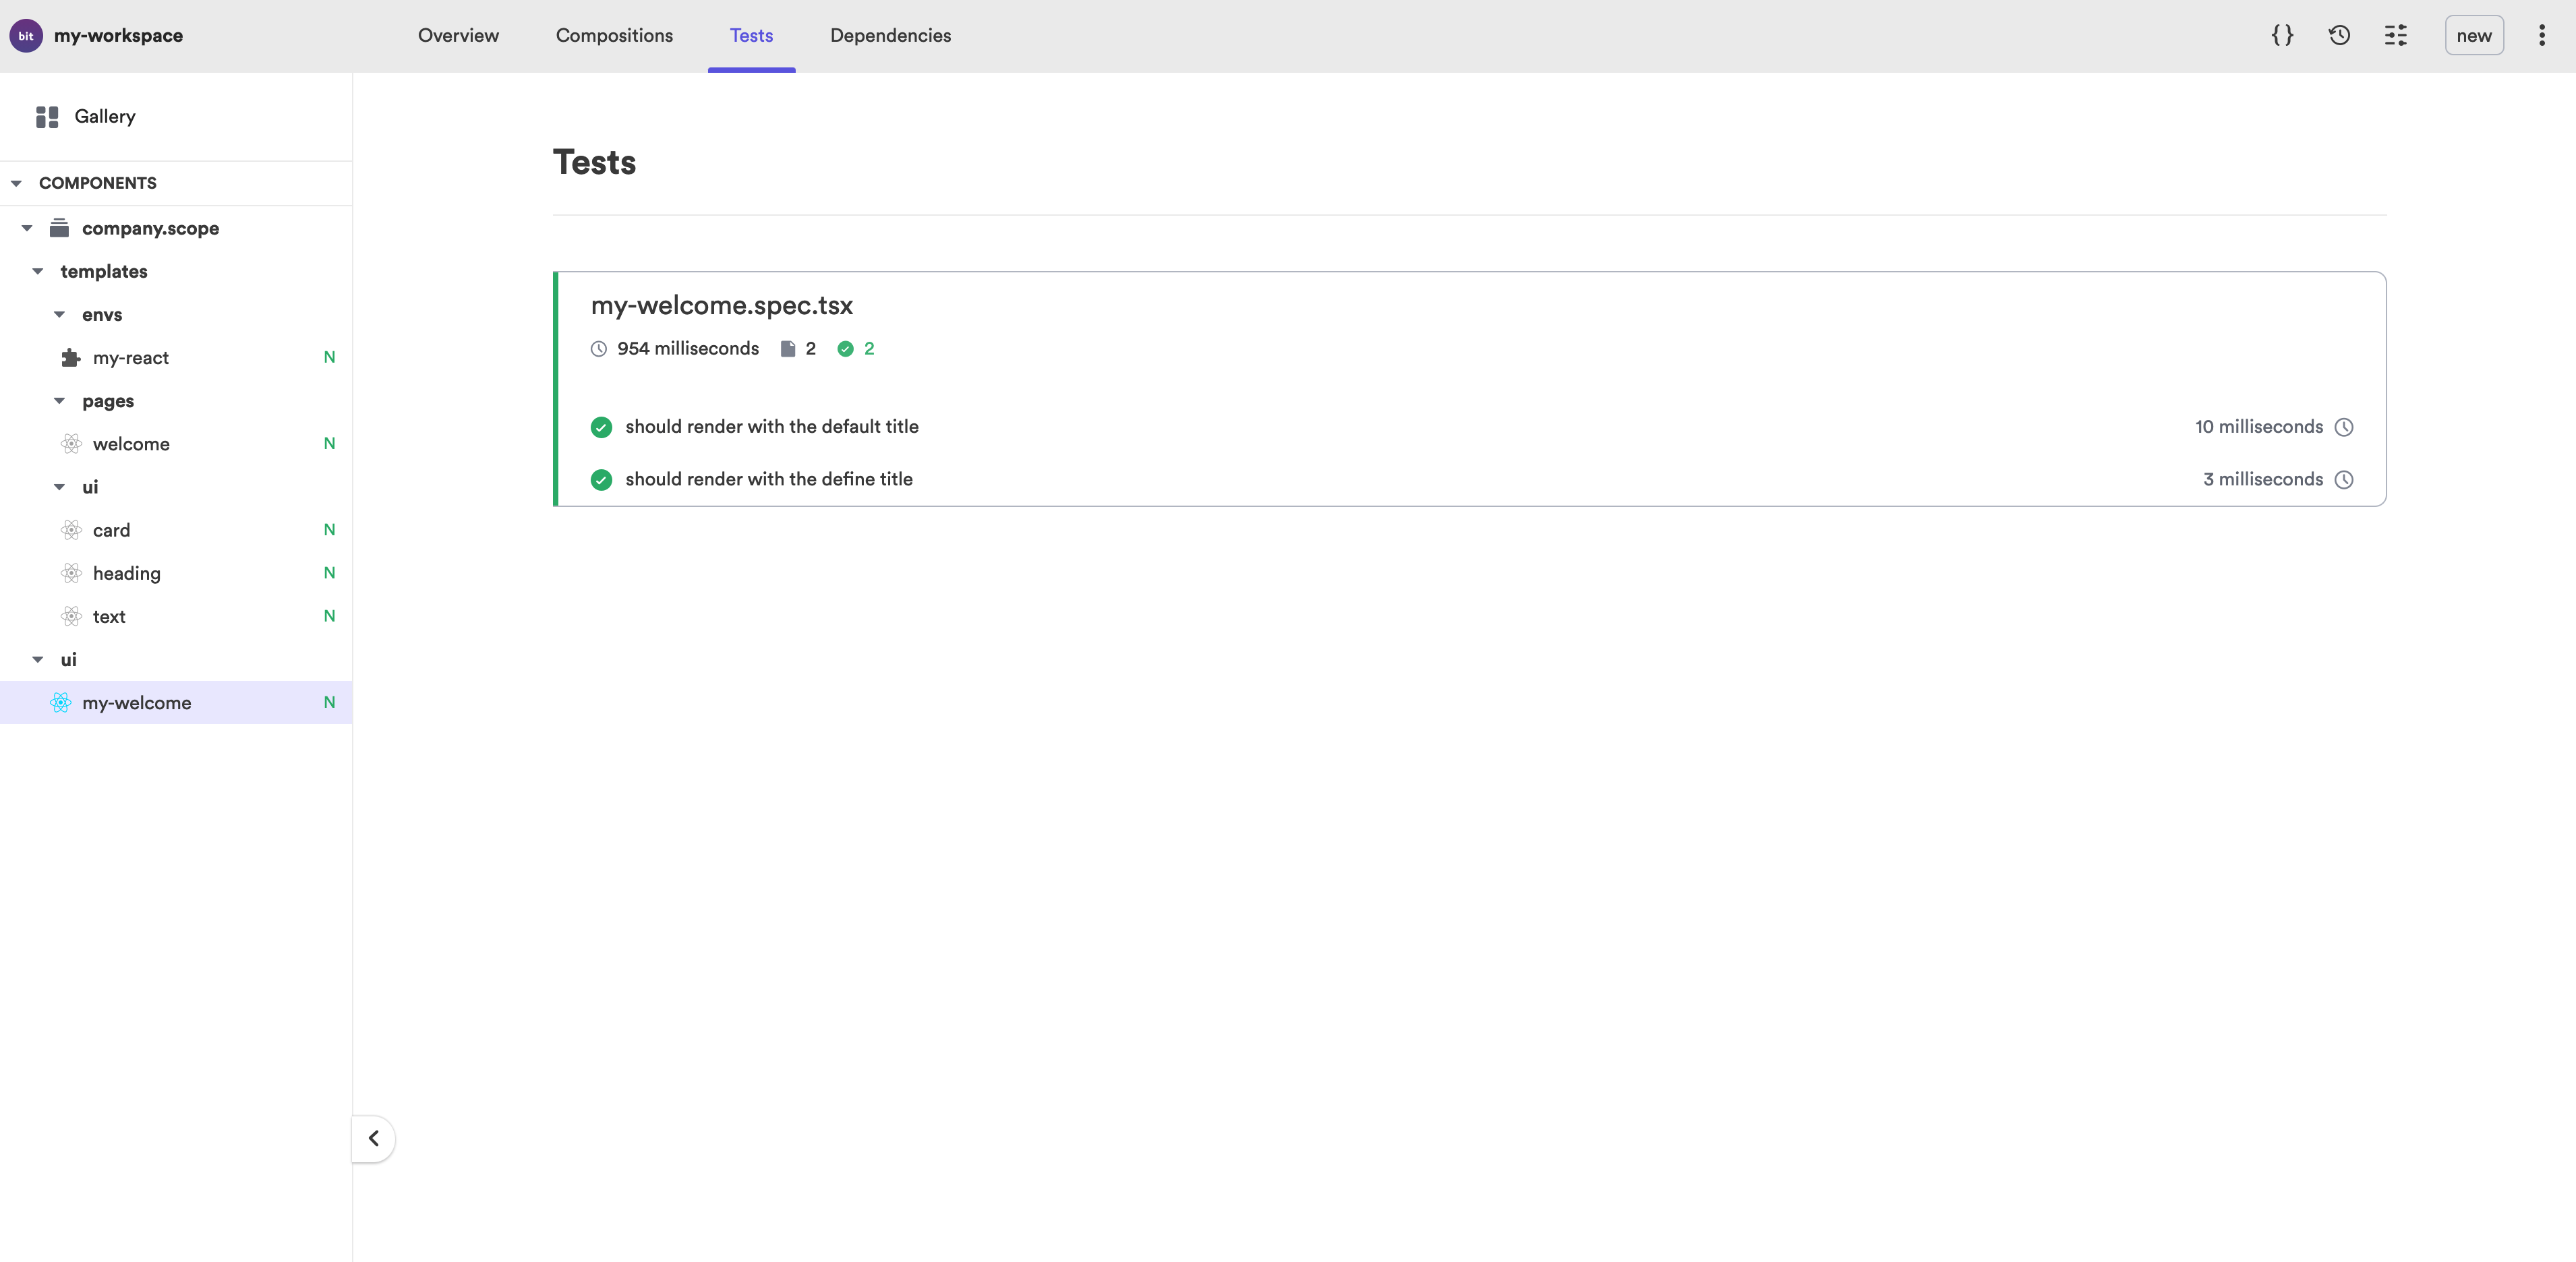 bit my-workspace Overview Compositions Tests Dependencies {} new
Gallery
COMPONENTS
company.scope
templates
envs
my-react N
pages
welcome N
ui
card N
heading N
text N
ui
my-welcome N
Tests
my-welcome.spec.tsx
954 milliseconds 2 2
should render with the default title 10 milliseconds
should render with the define title 3 milliseconds